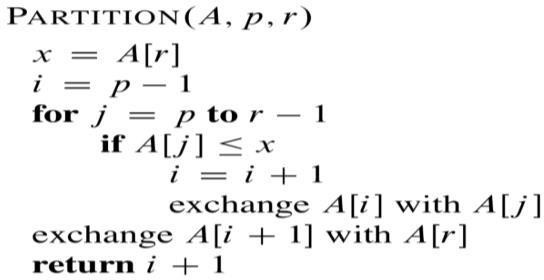 PARTITION(A, p, r)
x = A[r]
i = p − 1
for j = p to r − 1
if A[j] ≤ x
i = i + 1
exchange A[i] with A[j]
exchange A[i + 1] with A[r]
return i + 1